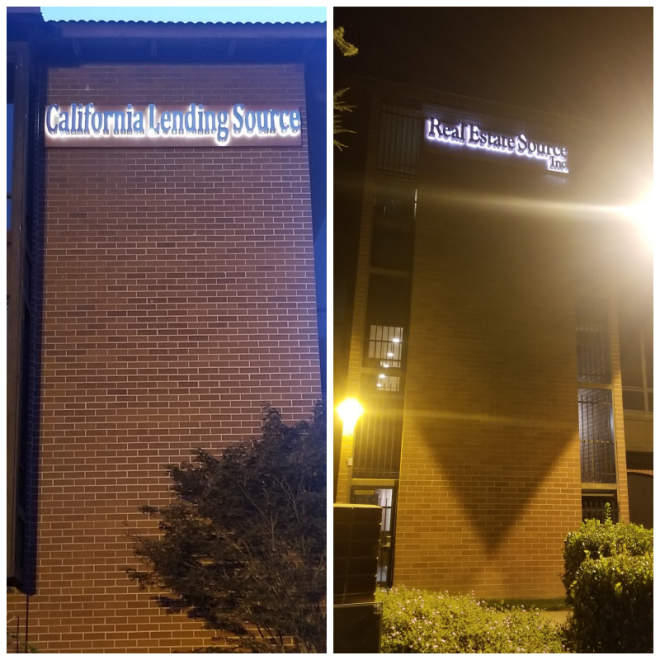 California Lending Source
Real Estate Source
Inc